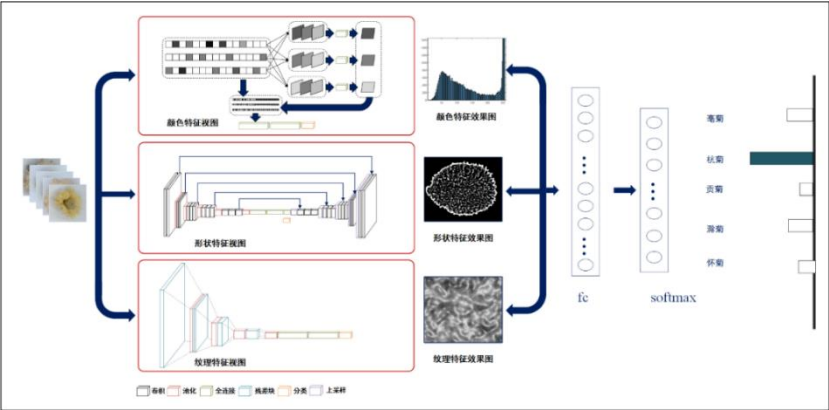 颜色特征视图
颜色特征效果图
形状特征视图
形状特征效果图
纹理特征视图
纹理特征效果图
fc
softmax
亳菊
杭菊
贡菊
滁菊
怀菊
卷积
池化
全连接
残差块
分类
上采样